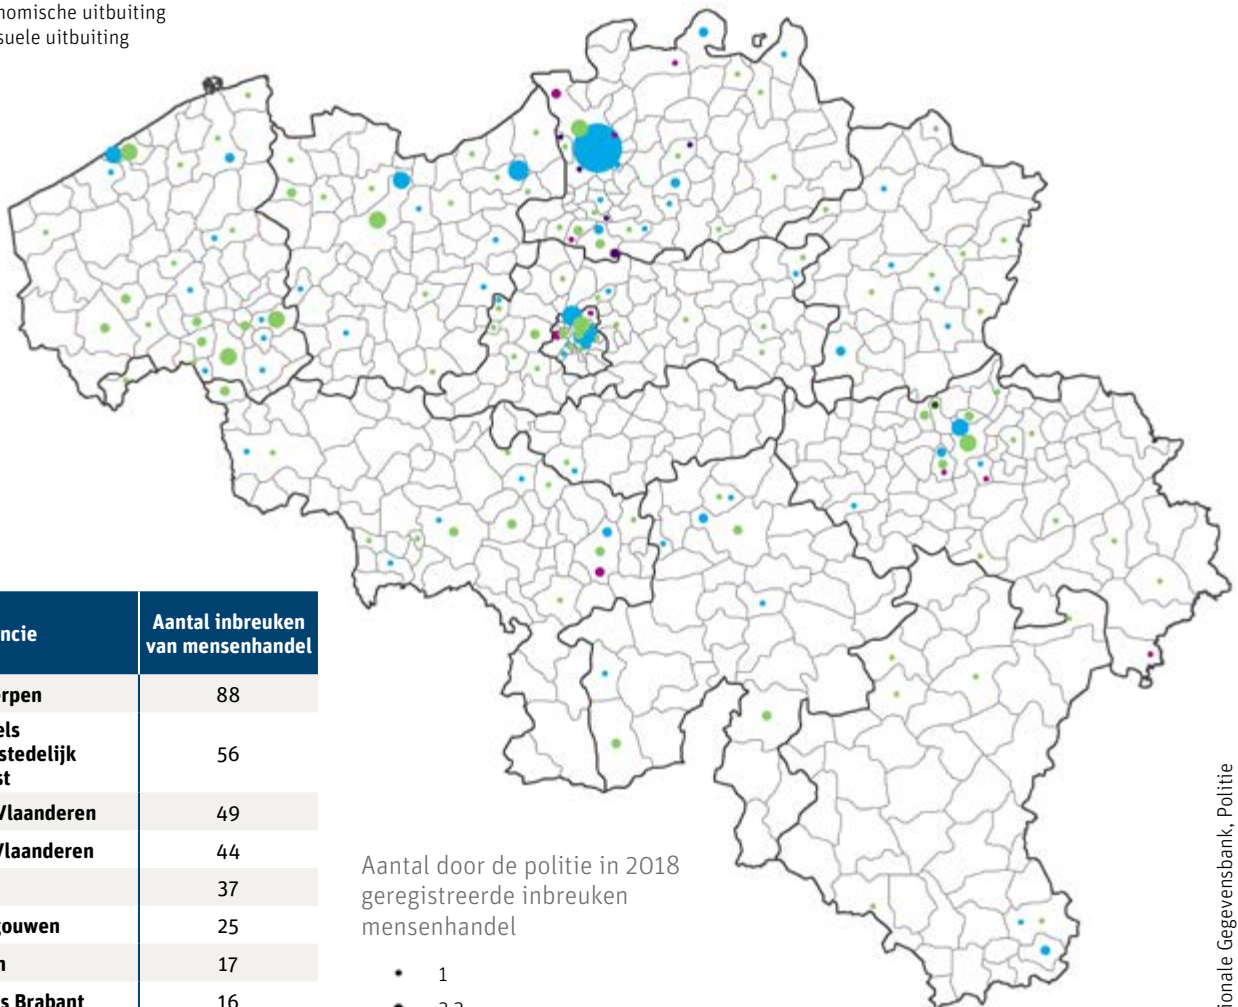 nomische uitbuiting
suele uitbuiting
ncie
Aantal inbreuken
van mensenhandel
rpen
88
els
stedelijk
st
56
Vlaanderen
49
Vlaanderen
44
37
gouwen
25
n
17
s Brabant
16
Aantal door de politie in 2018
geregistreerde inbreuken
mensenhandel
1
ionale Gegevensbank, Politie